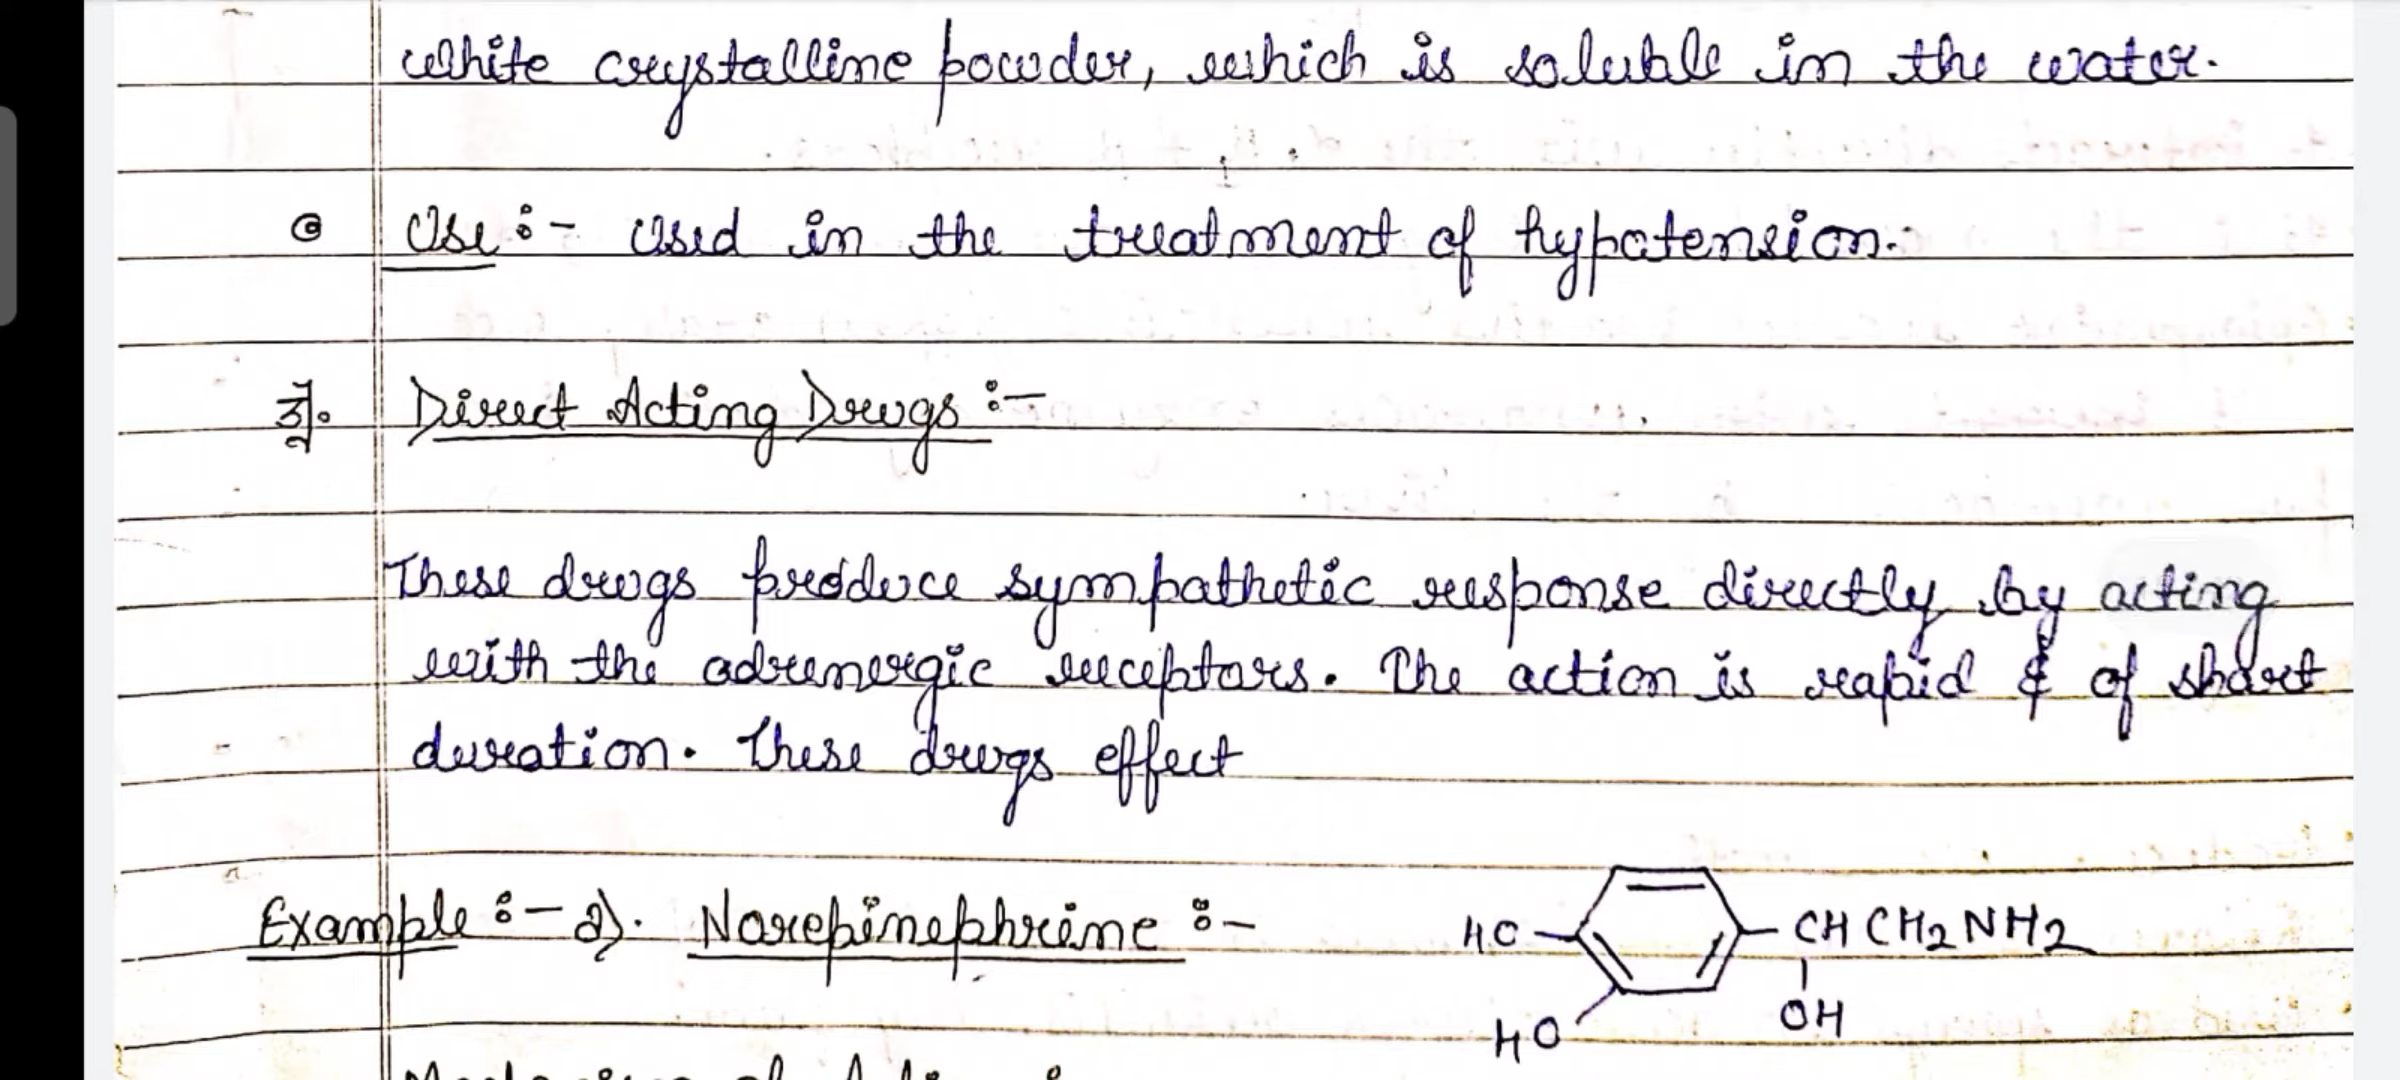 white crystalline powder, which is soluble in the water.
Use :- Used in the treatment of hypotension.
Direct Acting Drugs :-
These drugs produce sympathetic response directly by acting
with the adrenergic receptors. The action is rapid & of short
duration. These drugs effect
Example :- a). Norepinephrine :-
HO CH CH2 NH2
HO OH